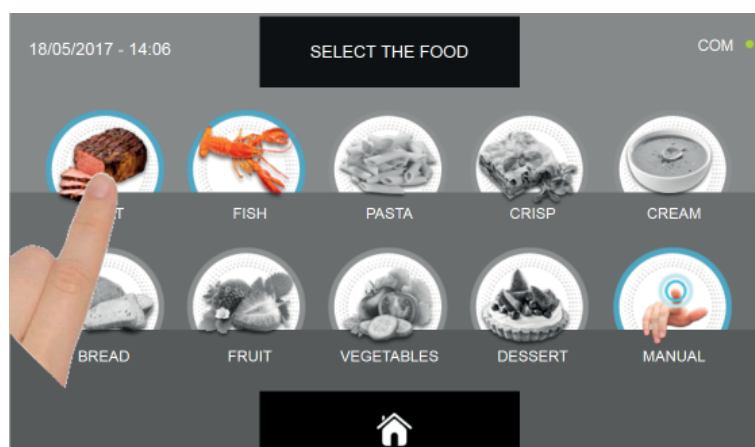 18/05/2017 - 14:06
SELECT THE FOOD
COM
T
FISH
PASTA
CRISP
CREAM
BREAD
FRUIT
VEGETABLES
DESSERT
MANUAL